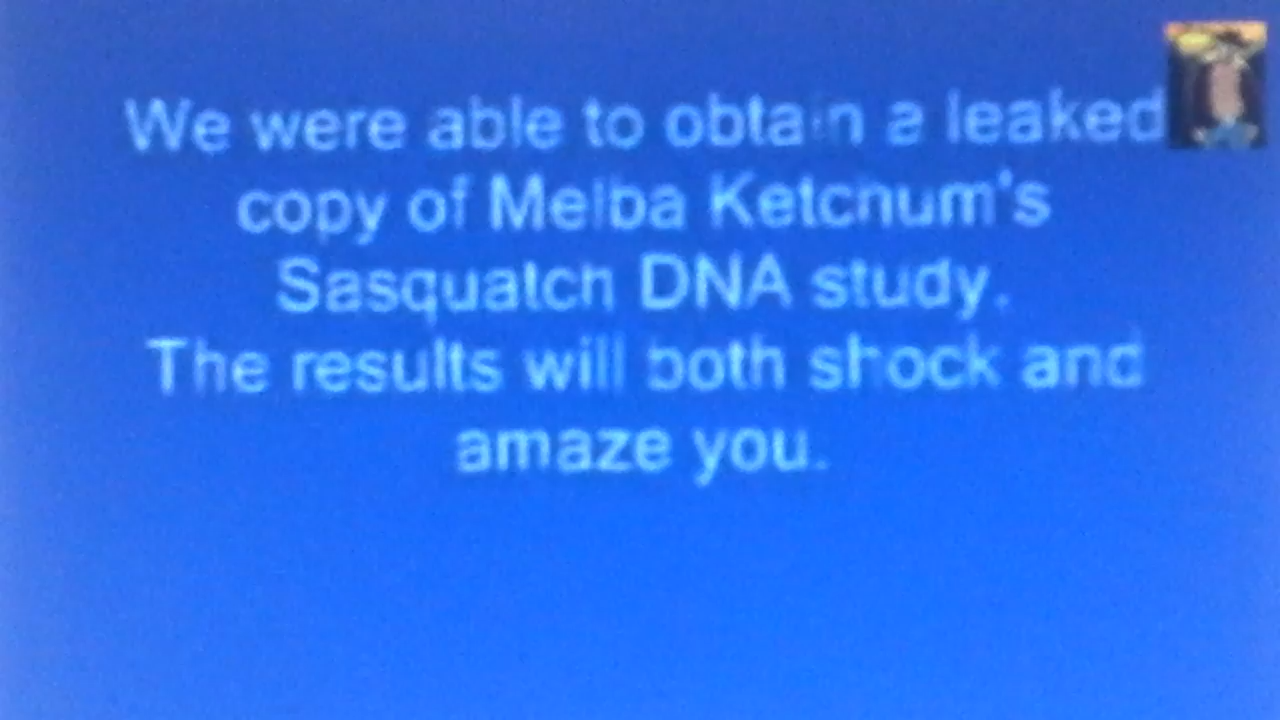 We were able to obtain a leaked
copy of Melba Ketchum's
Sasquatch DNA study.
The results will both shock and
amaze you.